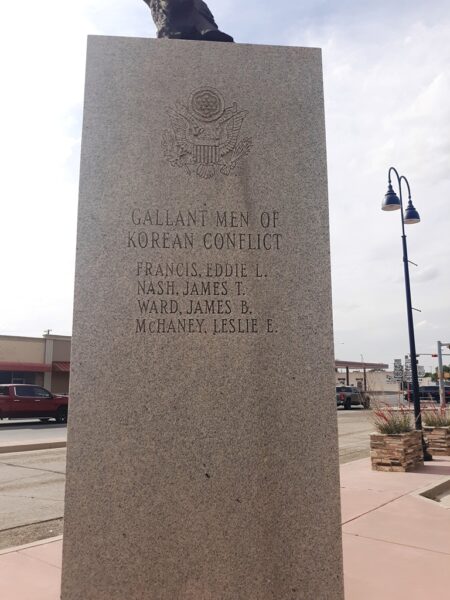 GALLANT MEN OF
KOREAN CONFLICT
FRANCIS, EDDIE L.
NASH, JAMES T.
WARD, JAMES B.
McHANEY, LESLIE E.